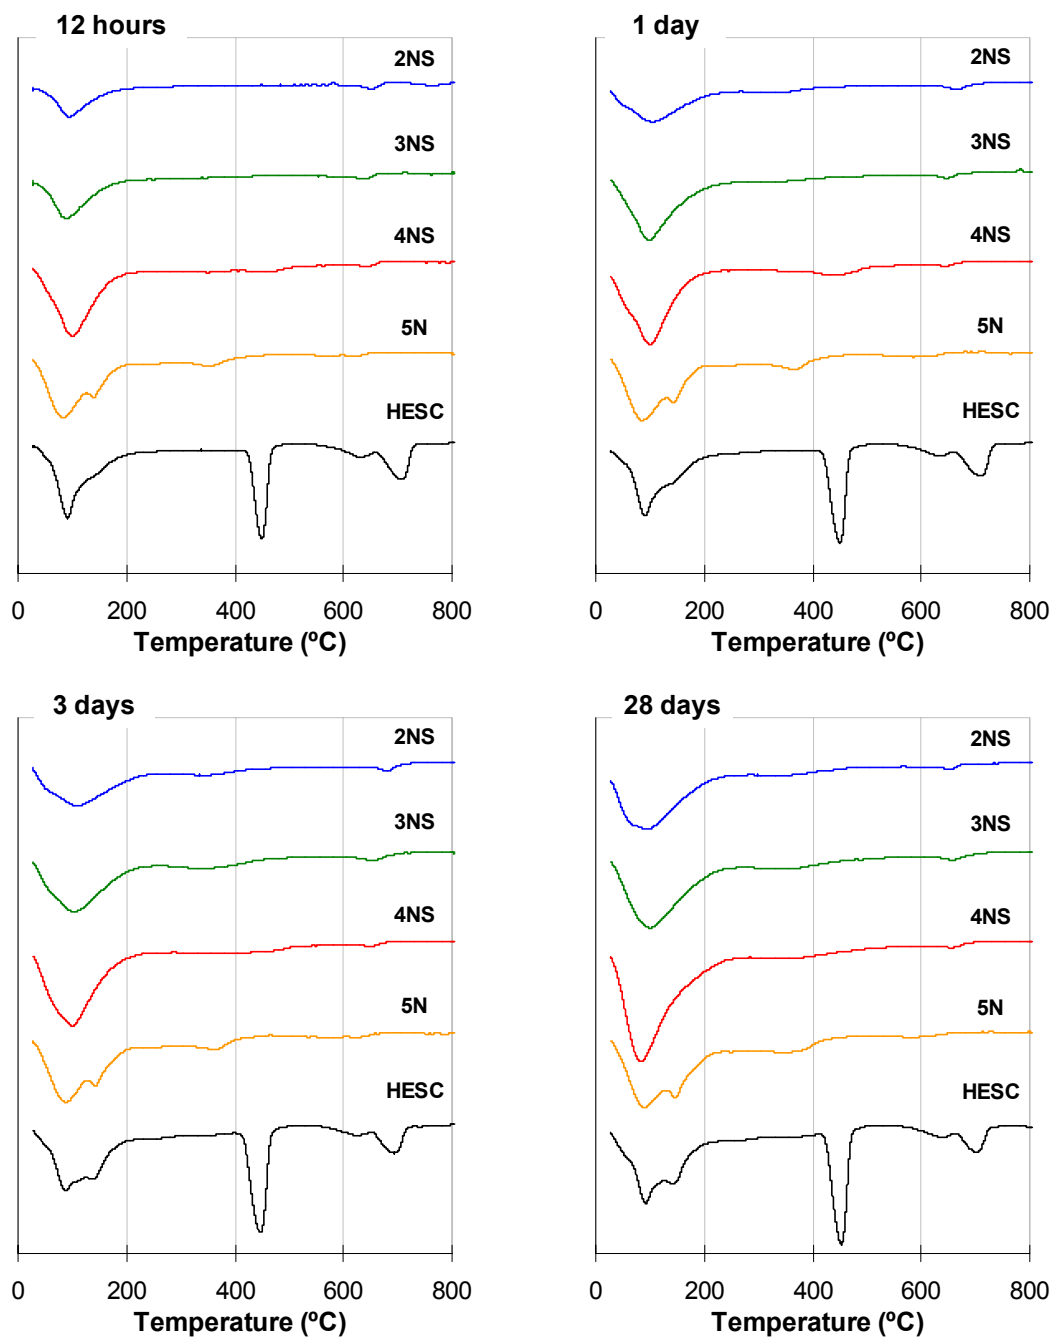 12 hours
2NS
3NS
4NS
5N
HESC
0 200 400 600 800
Temperature (ºC)
1 day
2NS
3NS
4NS
5N
HESC
0 200 400 600 800
Temperature (ºC)
3 days
2NS
3NS
4NS
5N
HESC
0 200 400 600 800
Temperature (ºC)
28 days
2NS
3NS
4NS
5N
HESC
0 200 400 600 800
Temperature (ºC)